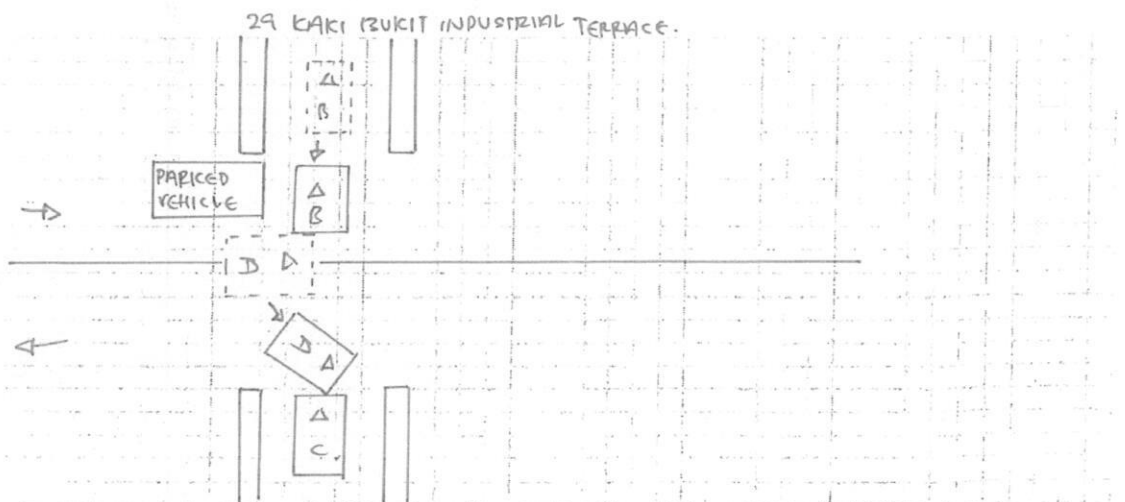 29 KAKI BUKIT INDUSTRIAL TERRACE.
B
PARKED
VEHICLE
B
D
D
C